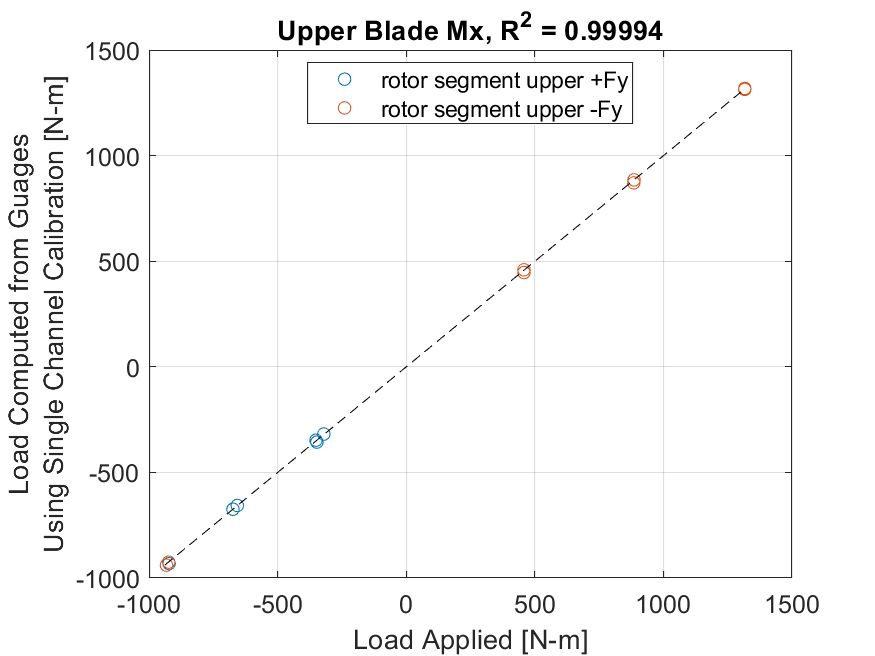 Upper Blade Mx, R2 = 0.99994
rotor segment upper +Fy
rotor segment upper -Fy
1500
1000
500
0
-500
-1000
Load Computed from Guages
Using Single Channel Calibration [N-m]
-1000
-500
0
500
1000
1500
Load Applied [N-m]